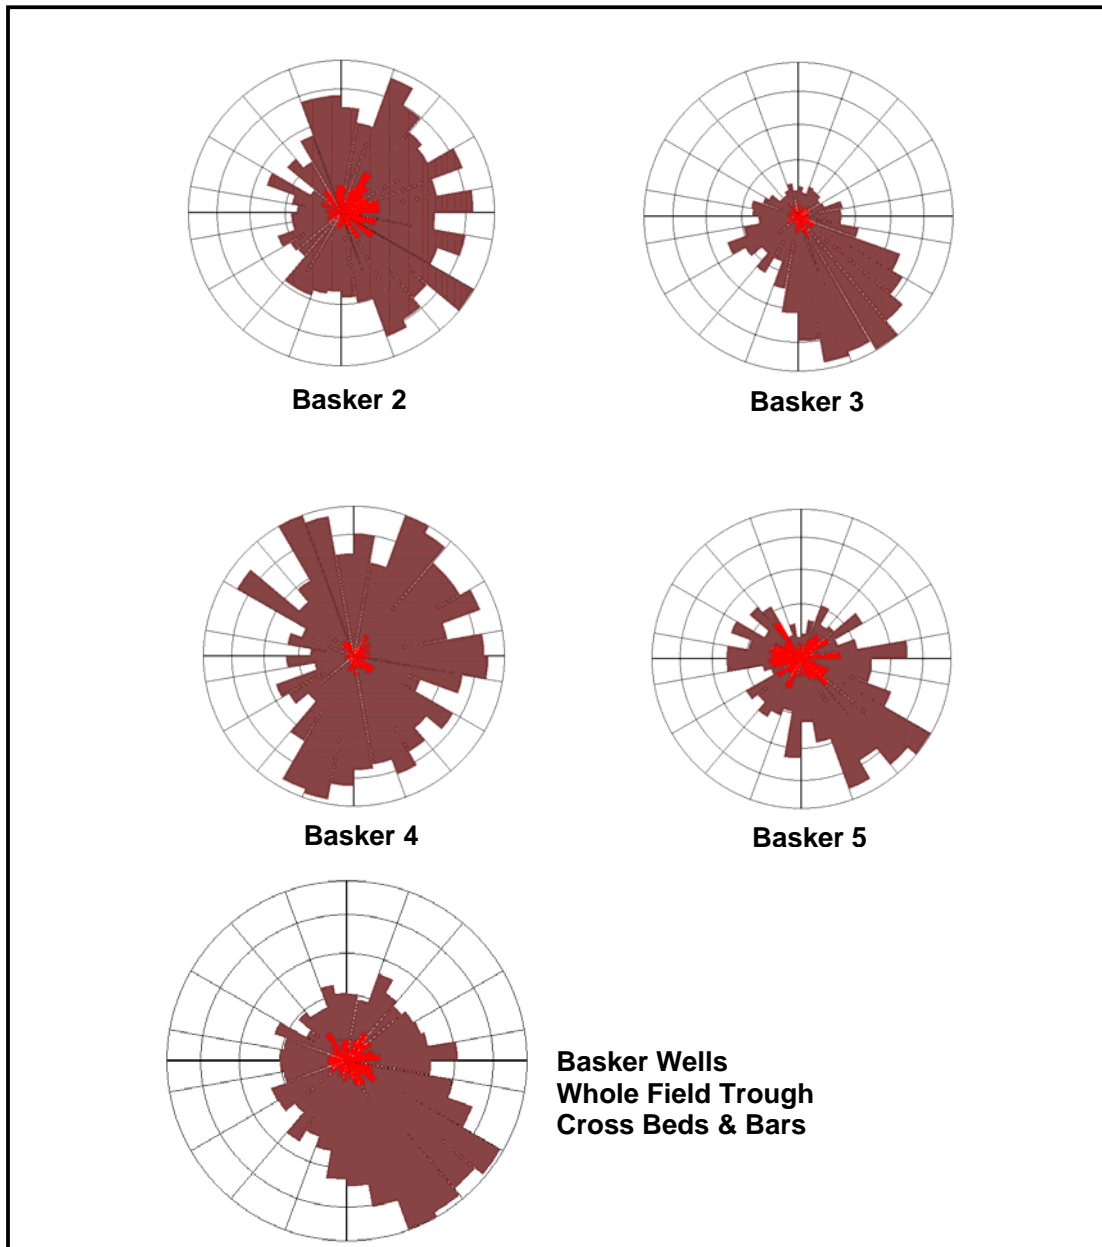 Basker 2
Basker 3
Basker 4
Basker 5
Basker Wells
Whole Field Trough
Cross Beds & Bars